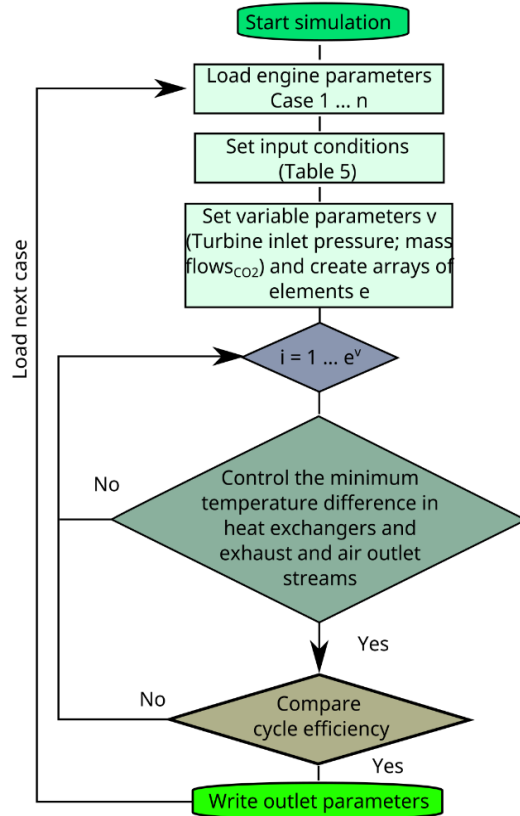 Start simulation
Load engine parameters
Case 1 ... n
Set input conditions
(Table 5)
Set variable parameters v
(Turbine inlet pressure; mass
flows_CO2) and create arrays of
elements e
Load next case
i = 1 ... e^v
No
Control the minimum
temperature difference in
heat exchangers and
exhaust and air outlet
streams
Yes
No
Compare
cycle efficiency
Yes
Write outlet parameters